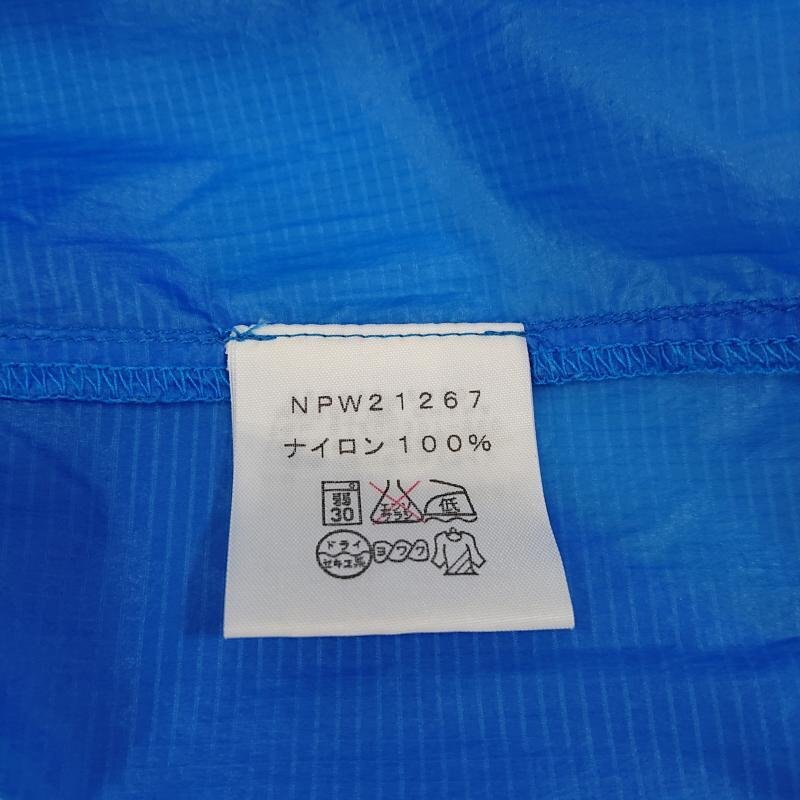 NPW21267
ナイロン100%
弱
30
エンソ
サラシ
低
ドライ
セキユ系
ヨワク